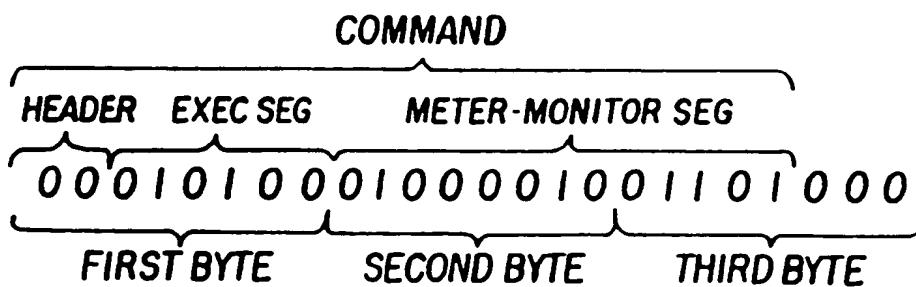 COMMAND
HEADER EXEC SEG METER-MONITOR SEG
0 0 0 1 0 1 0 0 0 1 0 0 0 0 1 0 0 1 1 0 1 0 0 0
FIRST BYTE SECOND BYTE THIRD BYTE